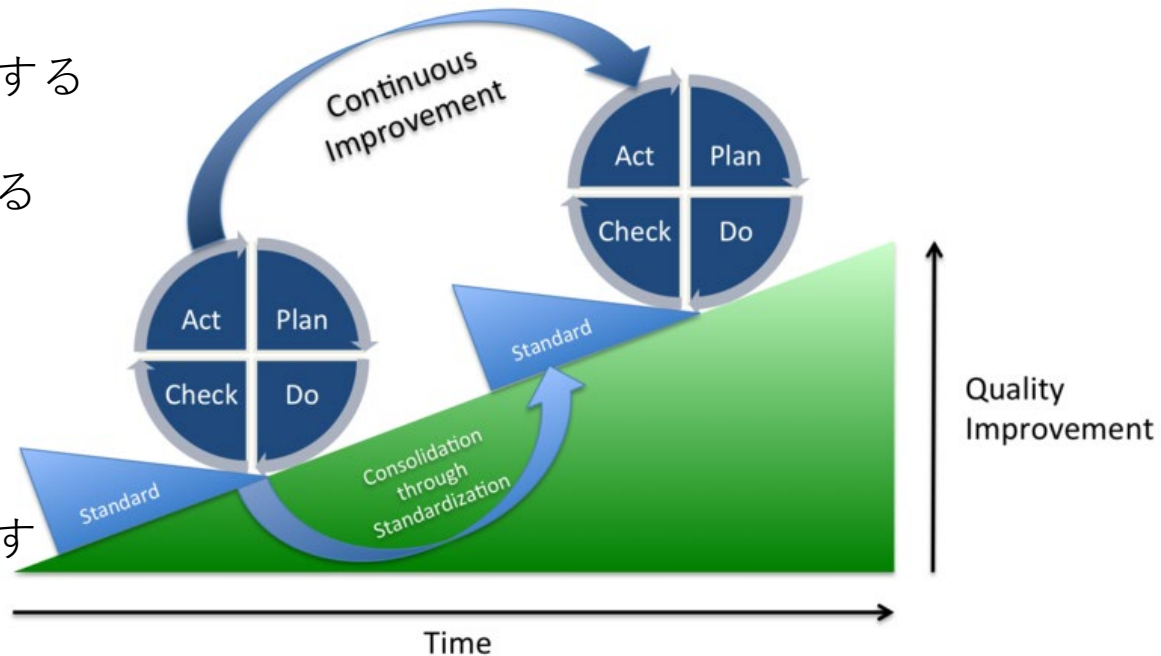 する
る
す
Continuous
Improvement
Act
Plan
Check
Do
Act
Plan
Check
Do
Standard
Standard
Consolidation
through
Standardization
Quality
Improvement
Time